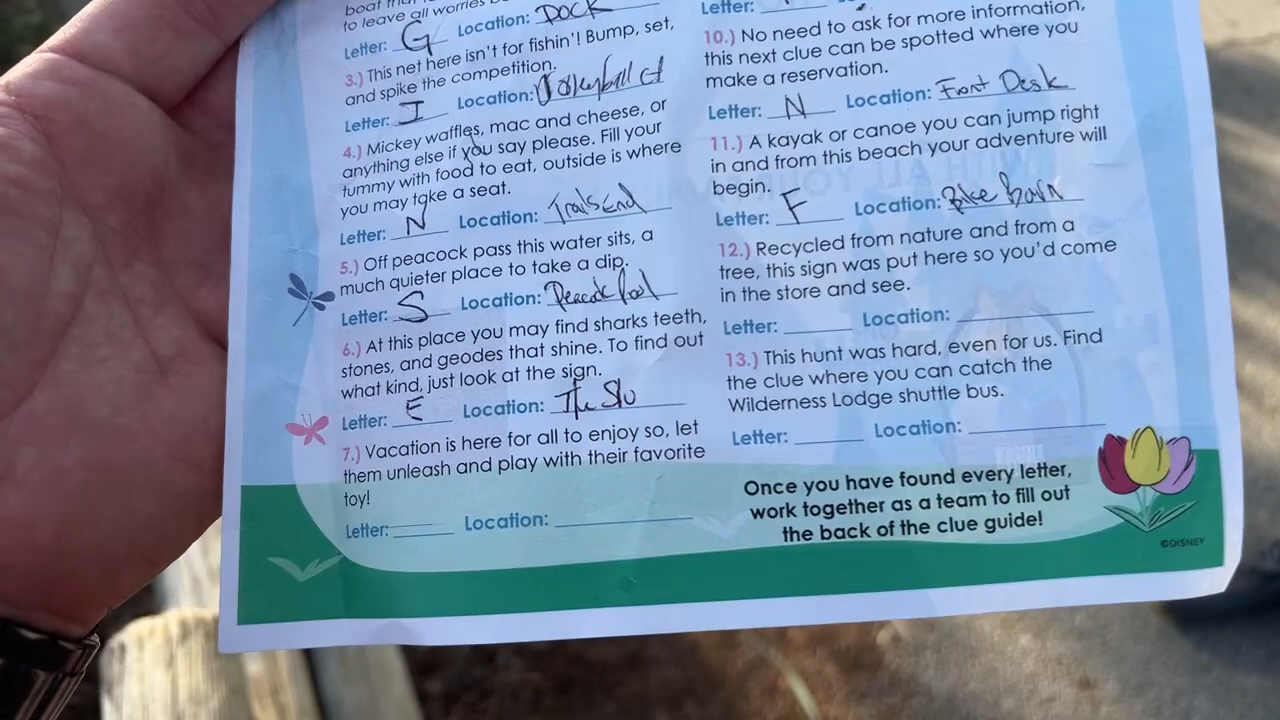 boat that
to leave all worries
Letter: G Location: DOCK
3.) This net here isn't for fishin'! Bump, set,
and spike the competition.
Letter: I Location: Volleyball ct
4.) Mickey waffles, mac and cheese, or
anything else if you say please. Fill your
tummy with food to eat, outside is where
you may take a seat.
Letter: N Location: Trails End
5.) Off peacock pass this water sits, a
much quieter place to take a dip.
Letter: S Location: Peacock Pool
6.) At this place you may find sharks teeth,
stones, and geodes that shine. To find out
what kind, just look at the sign.
Letter: E Location: The Slu
7.) Vacation is here for all to enjoy so, let
them unleash and play with their favorite
toy!
Letter: Location:
Letter:
10.) No need to ask for more information,
this next clue can be spotted where you
make a reservation.
Letter: N Location: Front Desk
11.) A kayak or canoe you can jump right
in and from this beach your adventure will
begin.
Letter: F Location: Bike Barn
12.) Recycled from nature and from a
tree, this sign was put here so you'd come
in the store and see.
Letter: Location:
13.) This hunt was hard, even for us. Find
the clue where you can catch the
Wilderness Lodge shuttle bus.
Letter: Location:
Once you have found every letter,
work together as a team to fill out
the back of the clue guide!
©DISNEY